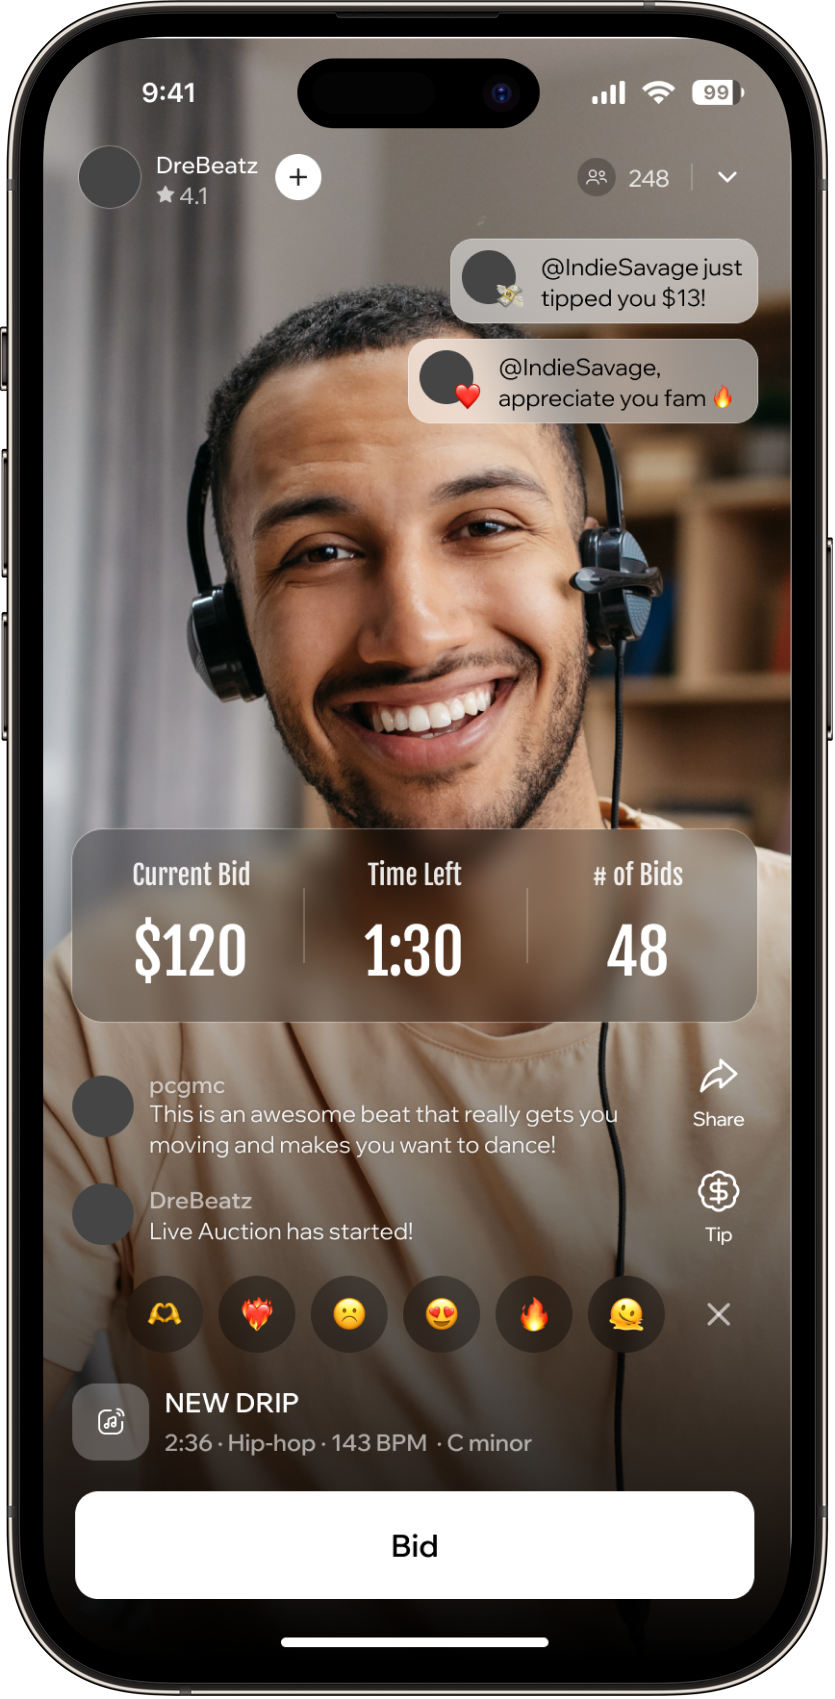 9:41
99
DreBeatz
★ 4.1
248
@IndieSavage just
tipped you $13!
@IndieSavage,
appreciate you fam 🔥
Current Bid
Time Left
# of Bids
$120
1:30
48
pcgmc
This is an awesome beat that really gets you
moving and makes you want to dance!
Share
DreBeatz
Live Auction has started!
Tip
NEW DRIP
2:36 · Hip-hop · 143 BPM · C minor
Bid